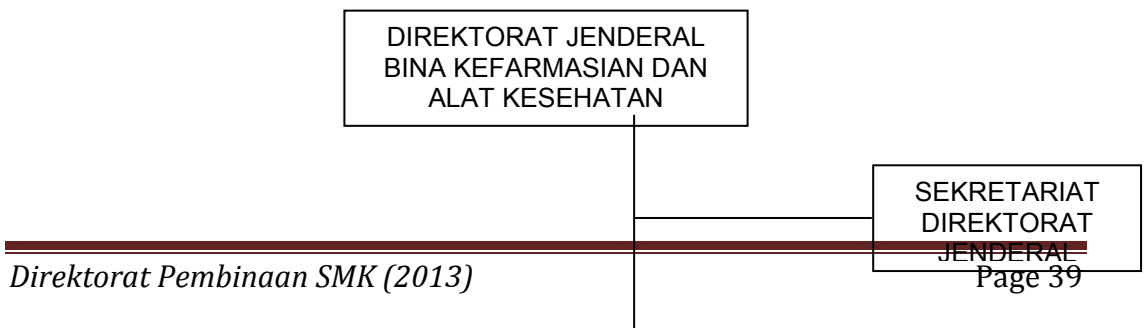 DIREKTORAT JENDERAL
BINA KEFARMASIAN DAN
ALAT KESEHATAN
SEKRETARIAT
DIREKTORAT
JENDERAL
Direktorat Pembinaan SMK (2013)
Page 39